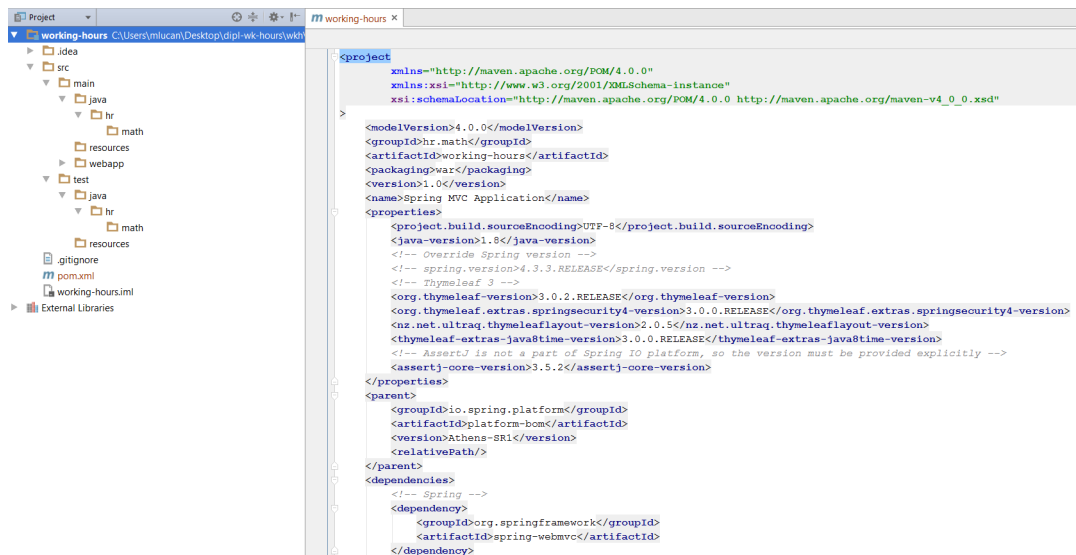 Project
working-hours C:\Users\mlucan\Desktop\dipl-wk-hours\wkh\
.idea
src
main
java
hr
math
resources
webapp
test
java
hr
math
resources
.gitignore
m pom.xml
working-hours.iml
External Libraries
m working-hours ×
<project
xmlns="http://maven.apache.org/POM/4.0.0"
xmlns:xsi="http://www.w3.org/2001/XMLSchema-instance"
xsi:schemaLocation="http://maven.apache.org/POM/4.0.0 http://maven.apache.org/maven-v4_0_0.xsd"
>
<modelVersion>4.0.0</modelVersion>
<groupId>hr.math</groupId>
<artifactId>working-hours</artifactId>
<packaging>war</packaging>
<version>1.0</version>
<name>Spring MVC Application</name>
<properties>
<project.build.sourceEncoding>UTF-8</project.build.sourceEncoding>
<java-version>1.8</java-version>
<!-- Override Spring version -->
<!-- spring.version>4.3.3.RELEASE</spring.version -->
<!-- Thymeleaf 3 -->
<org.thymeleaf-version>3.0.2.RELEASE</org.thymeleaf-version>
<org.thymeleaf.extras.springsecurity4-version>3.0.0.RELEASE</org.thymeleaf.extras.springsecurity4-version>
<nz.net.ultraq.thymeleaflayout-version>2.0.5</nz.net.ultraq.thymeleaflayout-version>
<thymeleaf-extras-java8time-version>3.0.0.RELEASE</thymeleaf-extras-java8time-version>
<!-- AssertJ is not a part of Spring IO platform, so the version must be provided explicitly -->
<assertj-core-version>3.5.2</assertj-core-version>
</properties>
<parent>
<groupId>io.spring.platform</groupId>
<artifactId>platform-bom</artifactId>
<version>Athens-SR1</version>
<relativePath/>
</parent>
<dependencies>
<!-- Spring -->
<dependency>
<groupId>org.springframework</groupId>
<artifactId>spring-webmvc</artifactId>
</dependency>